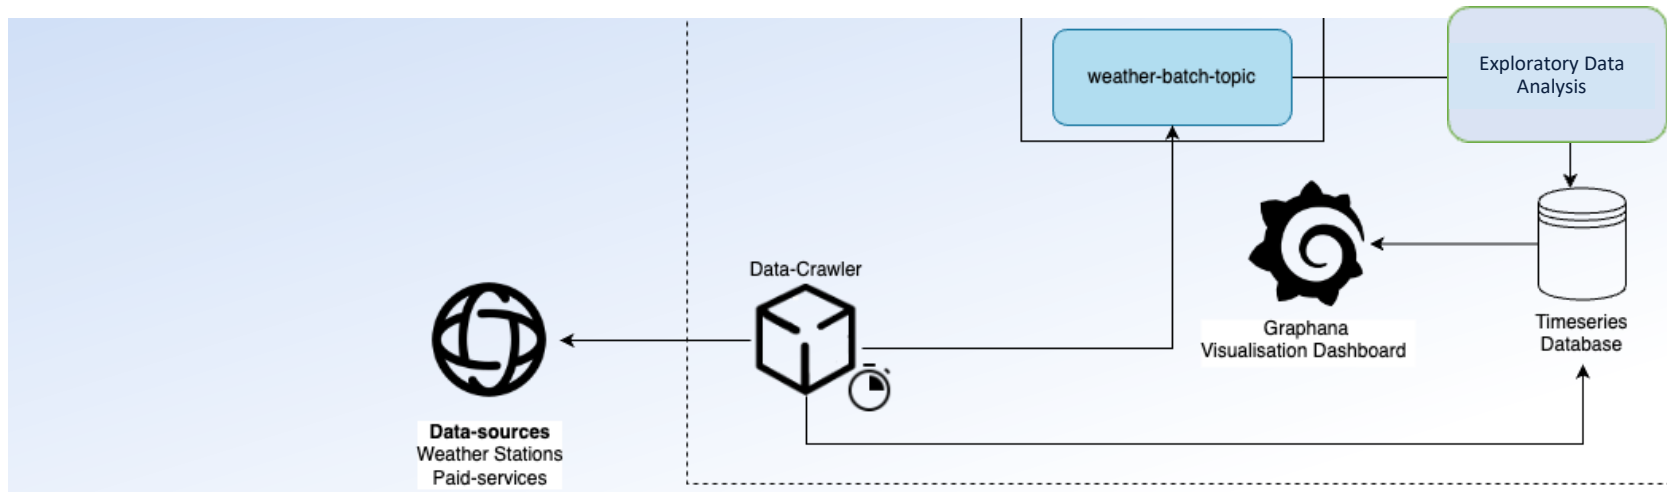 weather-batch-topic
Exploratory Data
Analysis
Data-Crawler
Graphana
Visualisation Dashboard
Timeseries
Database
Data-sources
Weather Stations
Paid-services